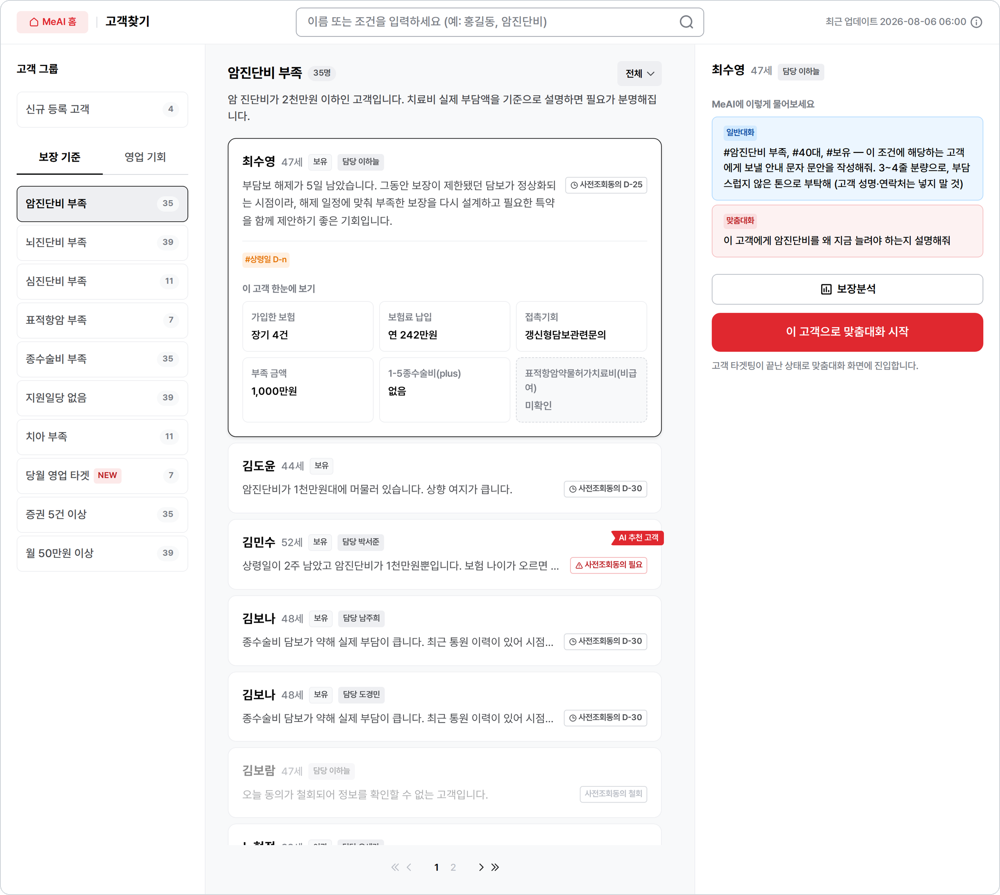 MeAI 홈
고객찾기
이름 또는 조건을 입력하세요 (예: 홍길동, 암진단비)
최근 업데이트 2026-08-06 06:00
고객 그룹
신규 등록 고객 4
보장 기준 영업 기회
암진단비 부족 35
뇌진단비 부족 39
심진단비 부족 11
표적항암 부족 7
종수술비 부족 35
지원일당 없음 39
치아 부족 11
당월 영업 타겟 NEW 7
증권 5건 이상 35
월 50만원 이상 39
암진단비 부족 35명
전체
암 진단비가 2천만원 이하인 고객입니다. 치료비 실제 부담액을 기준으로 설명하면 필요가 분명해집
니다.
최수영 47세 보유 담당 이하늘
부담보 해제가 5일 남았습니다. 그동안 보장이 제한됐던 담보가 정상화되
는 시점이라, 해제 일정에 맞춰 부족한 보장을 다시 설계하고 필요한 특약
을 함께 제안하기 좋은 기회입니다.
사전조회동의 D-25
#상령일 D-n
이 고객 한눈에 보기
가입한 보험
장기 4건
보험료 납입
연 242만원
접촉기회
갱신형담보관련문의
부족 금액
1,000만원
1-5종수술비(plus)
없음
표적항암약물허가치료비(비급
여)
미확인
김도윤 44세 보유
암진단비가 1천만원대에 머물러 있습니다. 상향 여지가 큽니다.
사전조회동의 D-30
AI 추천 고객
김민수 52세 보유 담당 박서준
상령일이 2주 남았고 암진단비가 1천만원뿐입니다. 보험 나이가 오르면 ...
사전조회동의 필요
김보나 48세 보유 담당 남주희
종수술비 담보가 약해 실제 부담이 큽니다. 최근 통원 이력이 있어 시점...
사전조회동의 D-30
김보나 48세 보유 담당 도경민
종수술비 담보가 약해 실제 부담이 큽니다. 최근 통원 이력이 있어 시점...
사전조회동의 D-30
김보람 47세 담당 이하늘
오늘 동의가 철회되어 정보를 확인할 수 없는 고객입니다.
사전조회동의 철회
1 2
최수영 47세 담당 이하늘
MeAI에 이렇게 물어보세요
일반대화
#암진단비 부족, #40대, #보유 — 이 조건에 해당하는 고객
에게 보낼 안내 문자 문안을 작성해줘. 3~4줄 분량으로, 부담
스럽지 않은 톤으로 부탁해 (고객 성명·연락처는 넣지 말 것)
맞춤대화
이 고객에게 암진단비를 왜 지금 늘려야 하는지 설명해줘
보장분석
이 고객으로 맞춤대화 시작
고객 타겟팅이 끝난 상태로 맞춤대화 화면에 진입합니다.